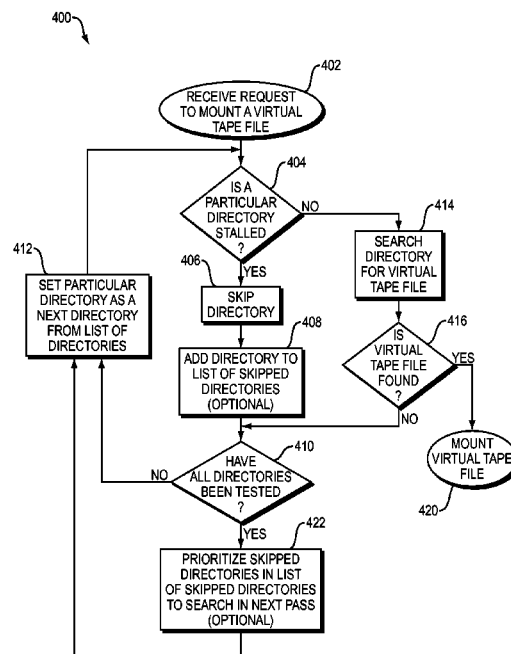 400
402
RECEIVE REQUEST
TO MOUNT A VIRTUAL
TAPE FILE
404
IS A
PARTICULAR
DIRECTORY
STALLED
?
NO
YES
414
SEARCH
DIRECTORY
FOR VIRTUAL
TAPE FILE
412
SET PARTICULAR
DIRECTORY AS A
NEXT DIRECTORY
FROM LIST OF
DIRECTORIES
406
SKIP
DIRECTORY
408
ADD DIRECTORY TO
LIST OF SKIPPED
DIRECTORIES
(OPTIONAL)
416
IS
VIRTUAL
TAPE FILE
FOUND
?
YES
NO
MOUNT
VIRTUAL TAPE
FILE
420
410
HAVE
ALL DIRECTORIES
BEEN TESTED
?
NO
YES
422
PRIORITIZE SKIPPED
DIRECTORIES IN LIST
OF SKIPPED DIRECTORIES
TO SEARCH IN NEXT PASS
(OPTIONAL)